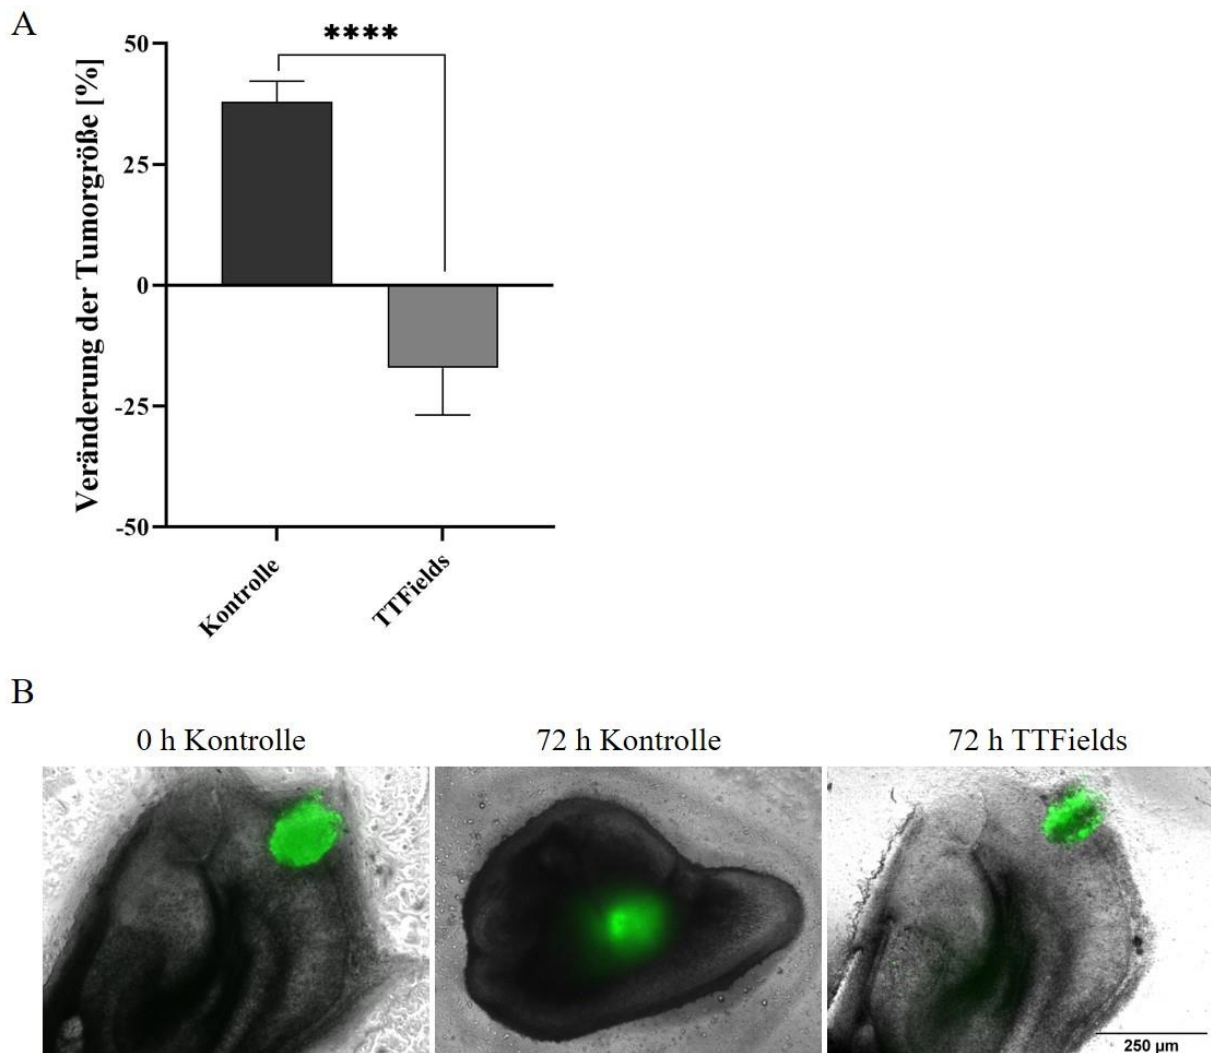 A
****
Veränderung der Tumorgröße [%]
50
25
0
-25
-50
Kontrolle
TTFields
B
0 h Kontrolle
72 h Kontrolle
72 h TTFields
250 µm